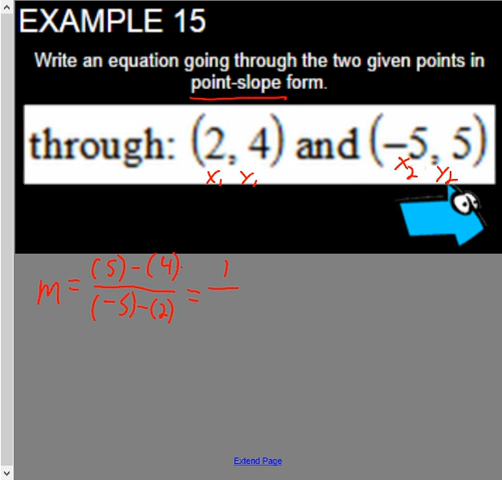 EXAMPLE 15
Write an equation going through the two given points in
point-slope form.
through: (2, 4) and (−5, 5)
x₁ y₁ x₂ y₂
m = (5)-(4) / (-5)-(2) = 1 /
Extend Page